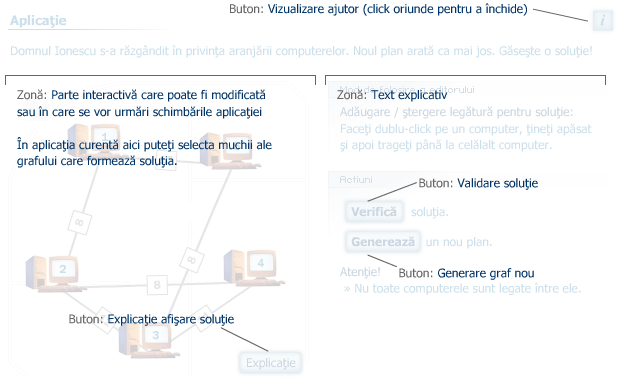 Buton: Vizualizare ajutor (click oriunde pentru a închide)
i
Aplicaţie
Domnul Ionescu s-a răzgândit în privinţa aranjării computerelor. Noul plan arată ca mai jos. Găseşte o soluţie!
Zonă: Parte interactivă care poate fi modificată
sau în care se vor urmări schimbările aplicaţiei
În aplicaţia curentă aici puteţi selecta muchii ale
grafului care formează soluţia.
1
8
2
8
4
3
Buton: Explicaţie afişare soluţie
Explicaţie
Zonă: Text explicativ
Mod de folosire a editorului
Adăugare / ştergere legătură pentru soluţie:
Faceţi dublu-click pe un computer, ţineţi apăsat
şi apoi trageţi până la celălalt computer.
Acţiuni
Buton: Validare soluţie
Verifică soluţia.
Generează un nou plan.
Buton: Generare graf nou
Atenţie!
» Nu toate computerele sunt legate între ele.